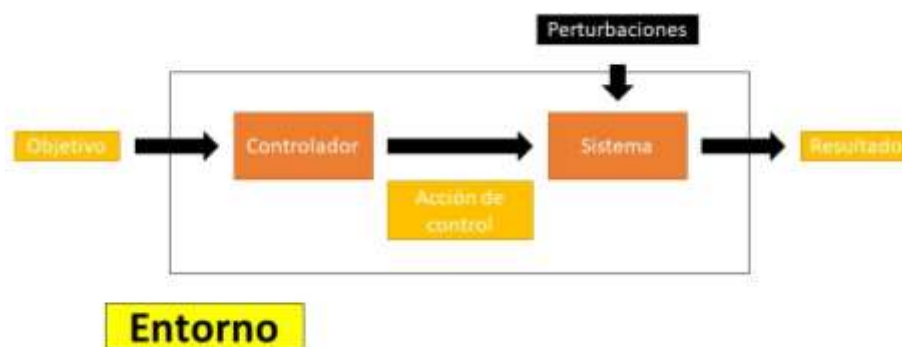 Perturbaciones
Objetivo
Controlador
Sistema
Resultado
Acción de
control
Entorno